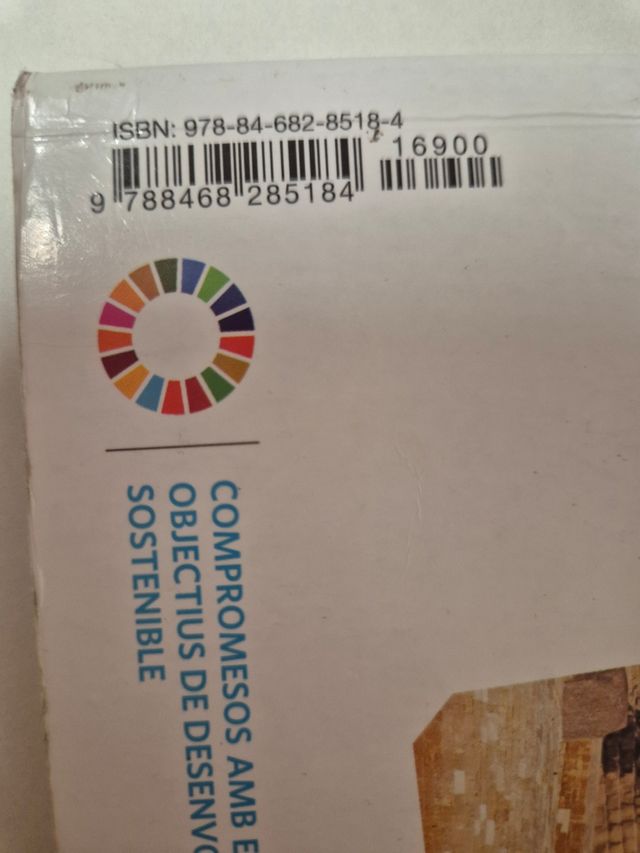 ISBN: 978-84-682-8518-4
16900
9 788468 285184
COMPROMESOS AMB E
OBJECTIUS DE DESENVO
SOSTENIBLE